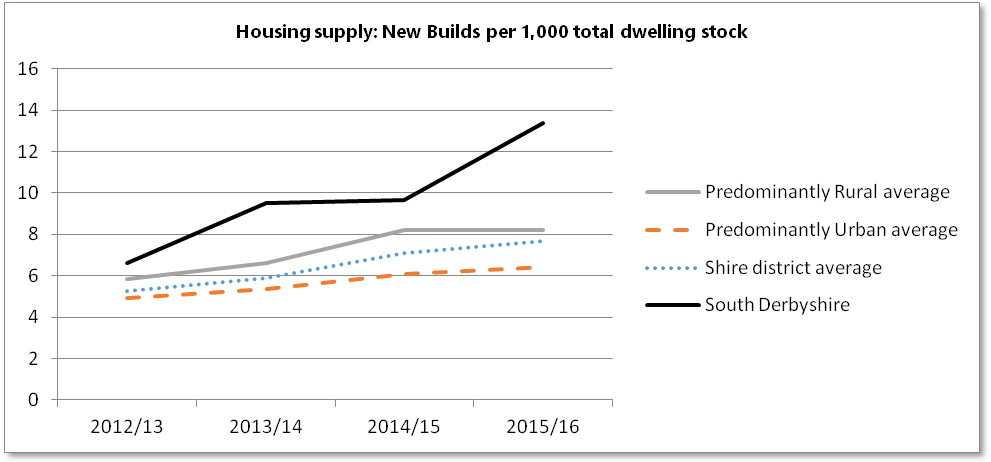 Housing supply: New Builds per 1,000 total dwelling stock
16
14
12
10
8
6
4
2
0
2012/13 2013/14 2014/15 2015/16
Predominantly Rural average
Predominantly Urban average
Shire district average
South Derbyshire